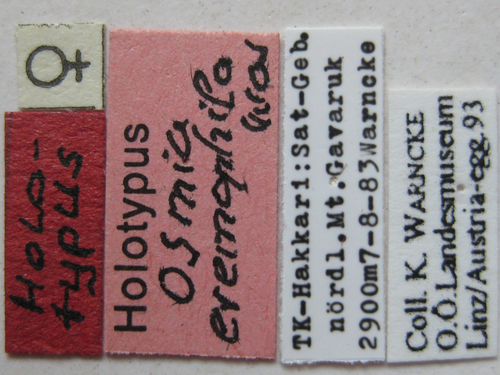 ♀
Holo-
typus
Holotypus
Osmia
eremophila
War
TK-Hakkari:Sat-Geb.
nördl.Mt.Gavaruk
2900m7-8-83Warncke
Coll. K. WARNCKE
O.Ö.Landesmuseum
Linz/Austria-egg.93